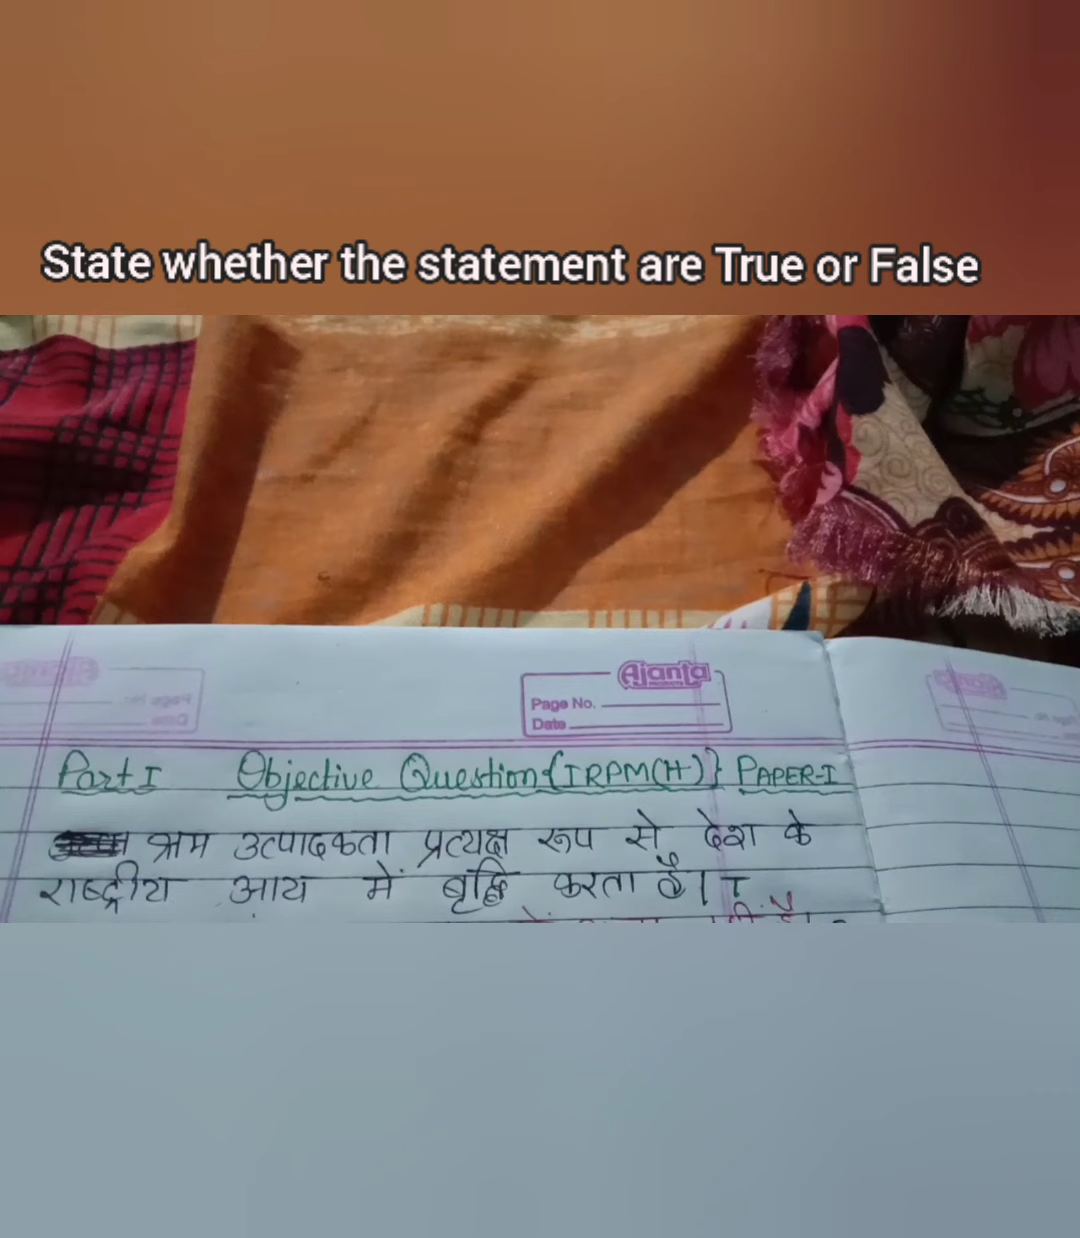 State whether the statement are True or False
Ajanta
Page No.
Date
Part I Objective Question {IRPM(H)} PAPER-I
श्रम उत्पादकता प्रत्यक्ष रूप से देश के
राष्ट्रीय आय में बृद्धि करता है। T